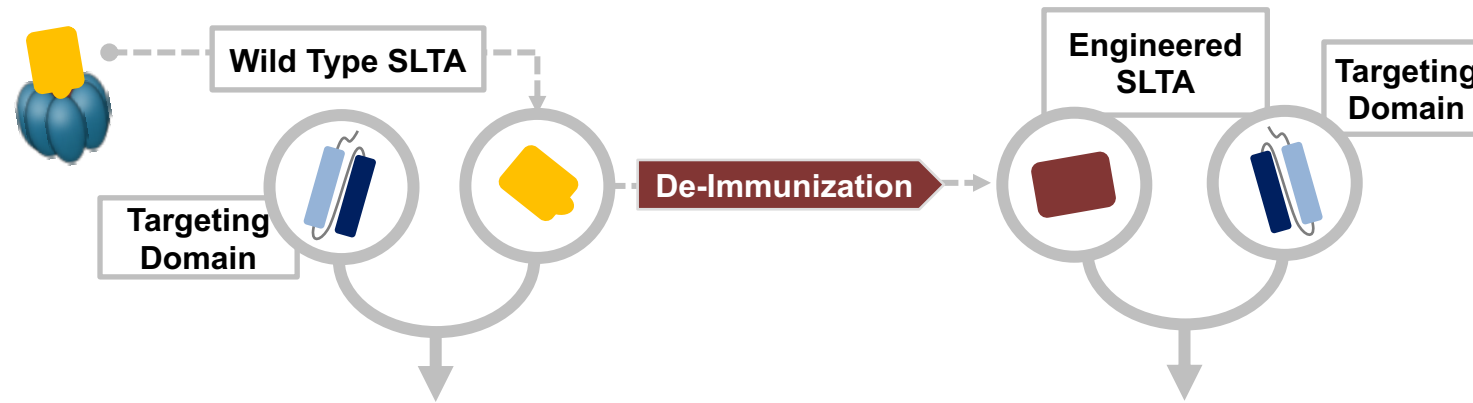 Wild Type SLTA
Targeting
Domain
De-Immunization
Engineered
SLTA
Targeting
Domain